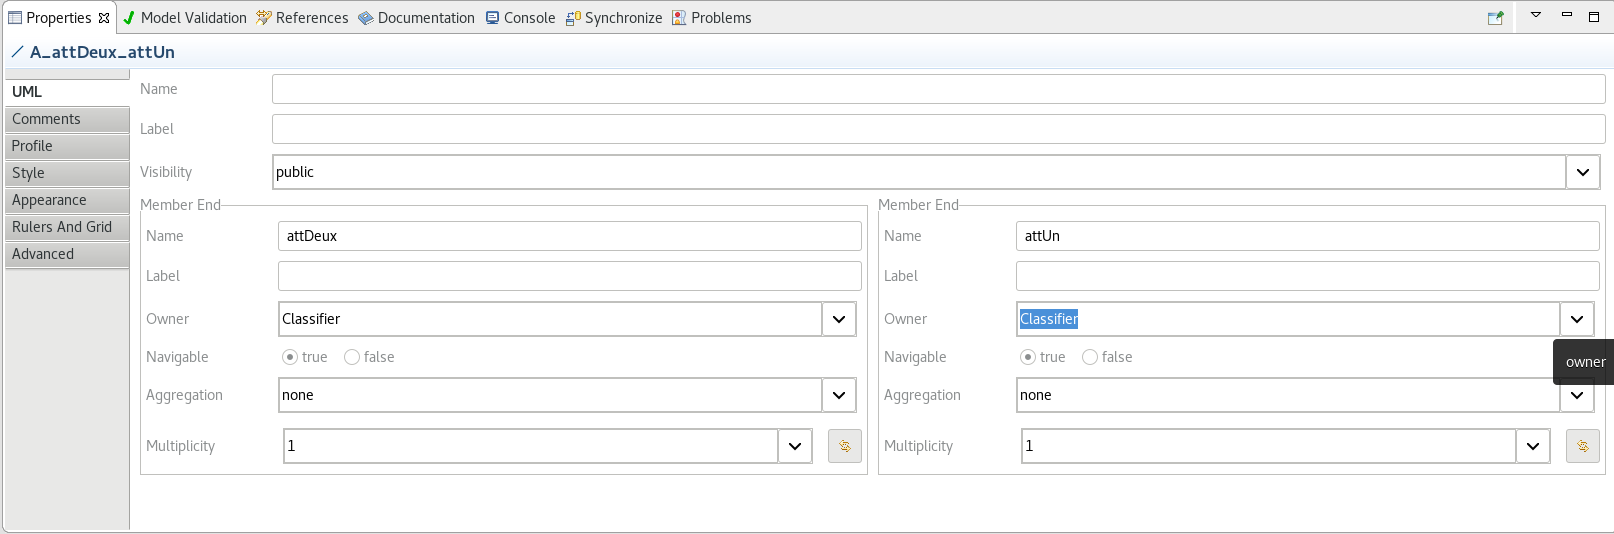 Properties Model Validation References Documentation Console Synchronize Problems
A_attDeux_attUn
UML
Comments
Profile
Style
Appearance
Rulers And Grid
Advanced
Name
Label
Visibility public
Member End
Name attDeux
Label
Owner Classifier
Navigable true false
Aggregation none
Multiplicity 1
Member End
Name attUn
Label
Owner Classifier
Navigable true false
owner
Aggregation none
Multiplicity 1